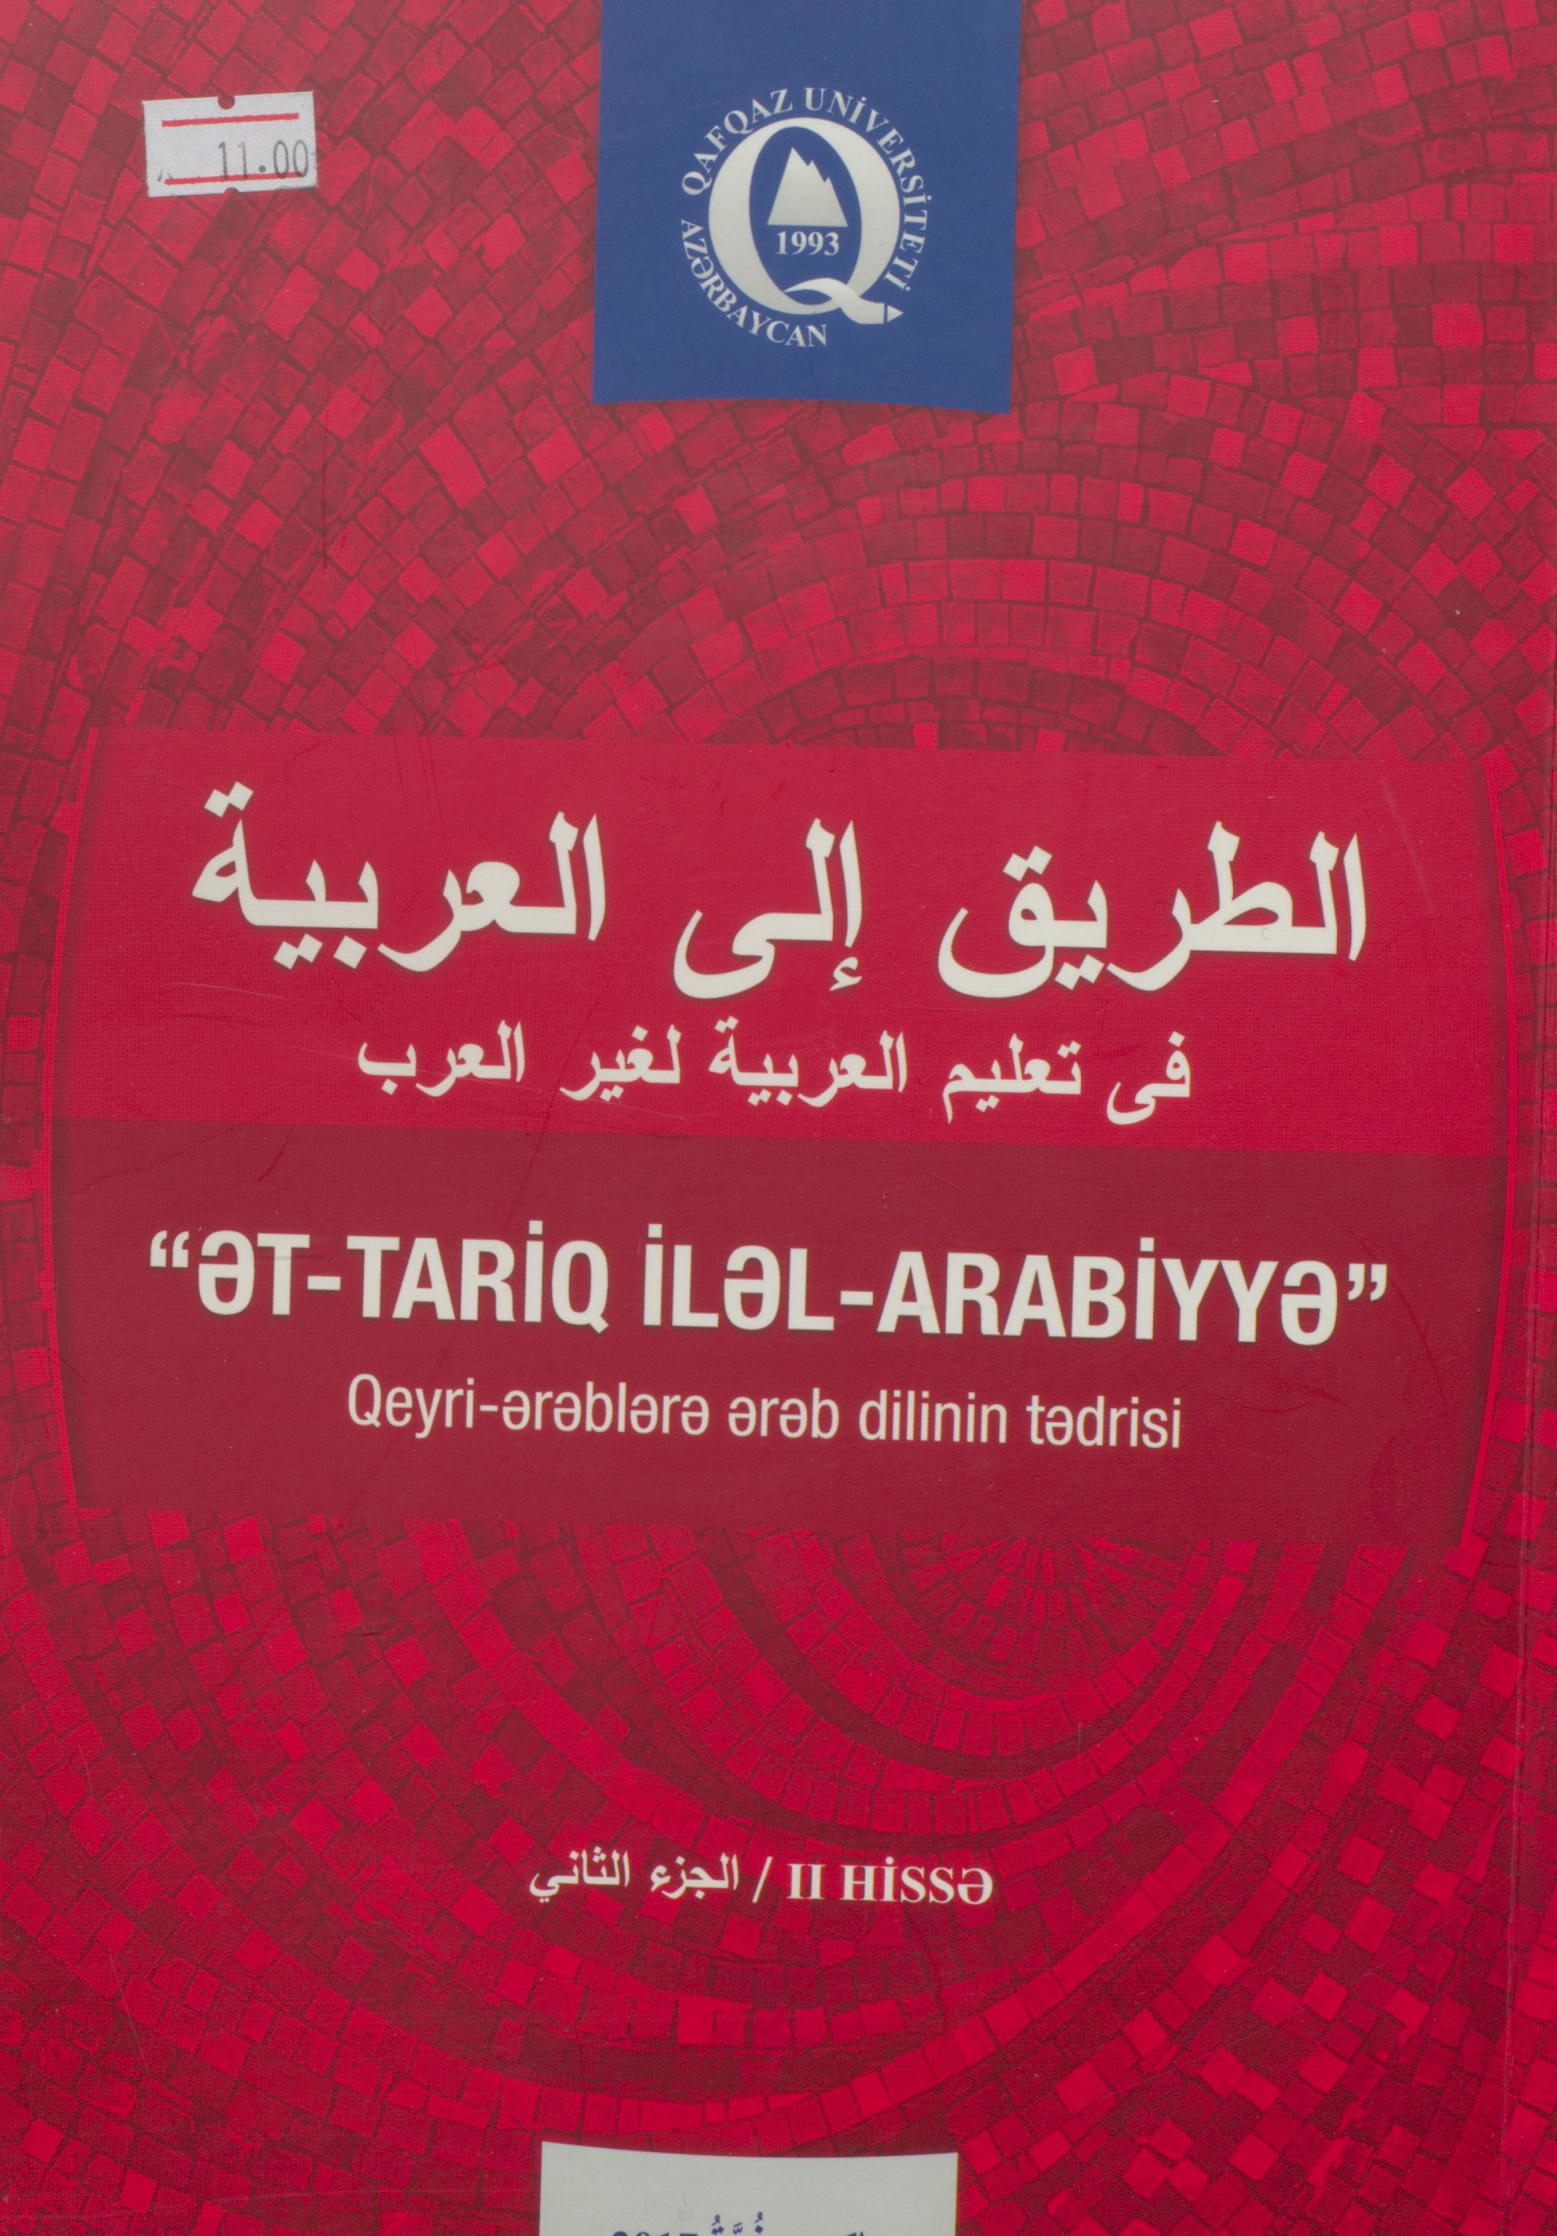 11.00
QAFQAZ UNİVERSİTETİ
1993
AZƏRBAYCAN
الطريق إلى العربية
فى تعليم العربية لغير العرب
“ƏT-TARİQ İLƏL-ARABİYYƏ”
Qeyri-ərəblərə ərəb dilinin tədrisi
الجزء الثاني / II HİSSƏ